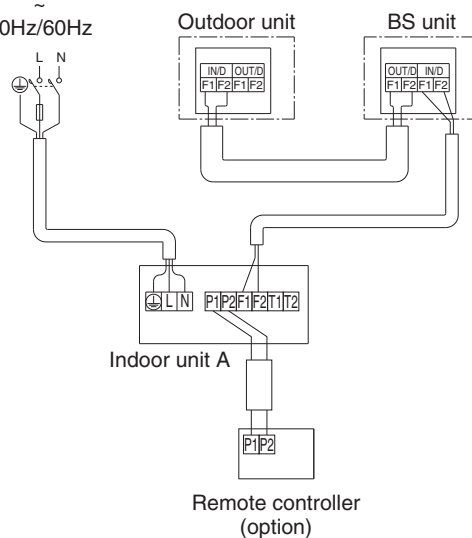 ~
0Hz/60Hz
L N
Outdoor unit
IN/D OUT/D
F1 F2 F1 F2
BS unit
OUT/D IN/D
F1 F2 F1 F2
L N
P1 P2 F1 F2 T1 T2
Indoor unit A
P1 P2
Remote controller
(option)